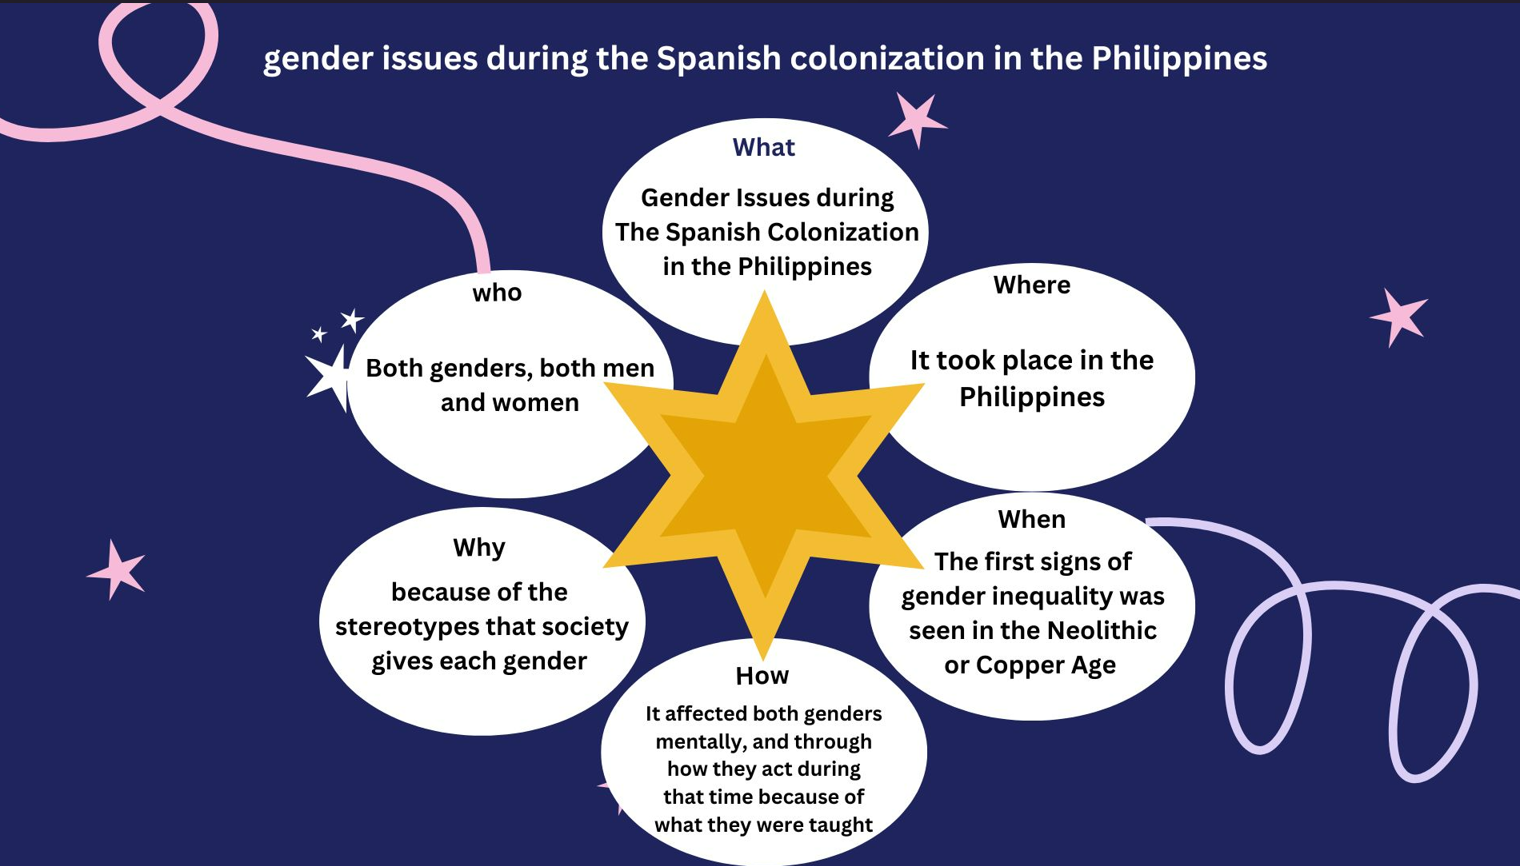 gender issues during the Spanish colonization in the Philippines
What
Gender Issues during
The Spanish Colonization
in the Philippines
Where
It took place in the
Philippines
When
The first signs of
gender inequality was
seen in the Neolithic
or Copper Age
How
It affected both genders
mentally, and through
how they act during
that time because of
what they were taught
Why
because of the
stereotypes that society
gives each gender
who
Both genders, both men
and women